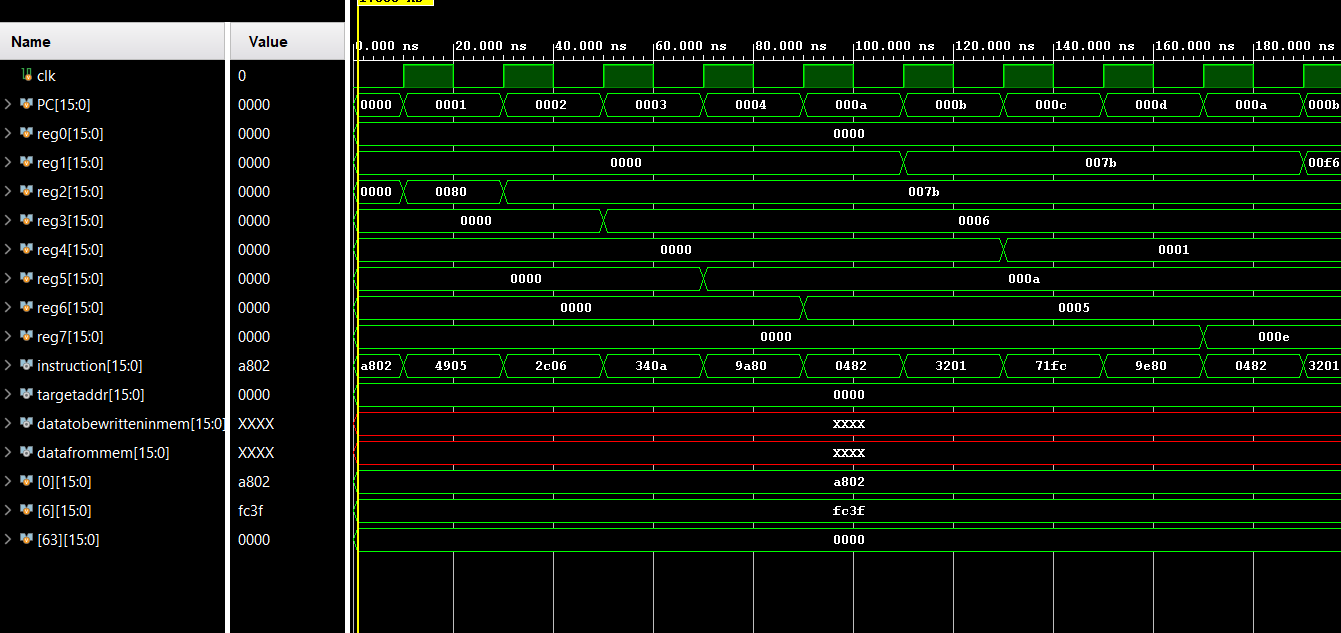 Name Value
0.000 ns 20.000 ns 40.000 ns 60.000 ns 80.000 ns 100.000 ns 120.000 ns 140.000 ns 160.000 ns 180.000 ns
clk 0
PC[15:0] 0000 0000 0001 0002 0003 0004 000a 000b 000c 000d 000a 000b
reg0[15:0] 0000 0000
reg1[15:0] 0000 0000 007b 00f6
reg2[15:0] 0000 0000 0080 007b
reg3[15:0] 0000 0000 0006
reg4[15:0] 0000 0000 0001
reg5[15:0] 0000 0000 000a
reg6[15:0] 0000 0000 0005
reg7[15:0] 0000 0000 000e
instruction[15:0] a802 a802 4905 2c06 340a 9a80 0482 3201 71fc 9e80 0482 3201
targetaddr[15:0] 0000 0000
datatobewritteninmem[15:0] XXXX XXXX
datafrommem[15:0] XXXX XXXX
[0][15:0] a802 a802
[6][15:0] fc3f fc3f
[63][15:0] 0000 0000